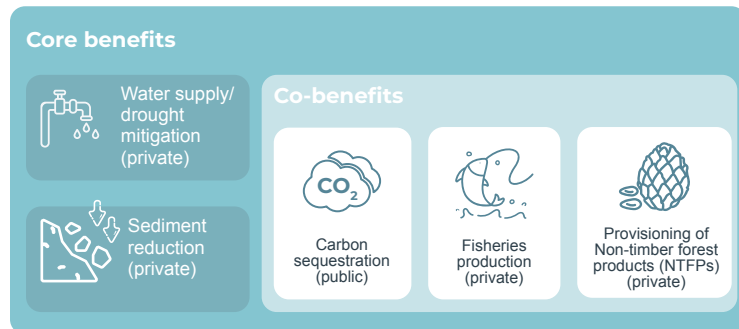 Core benefits
Water supply/
drought
mitigation
(private)
Sediment
reduction
(private)
Co-benefits
CO2
Carbon
sequestration
(public)
Fisheries
production
(private)
Provisioning of
Non-timber forest
products (NTFPs)
(private)